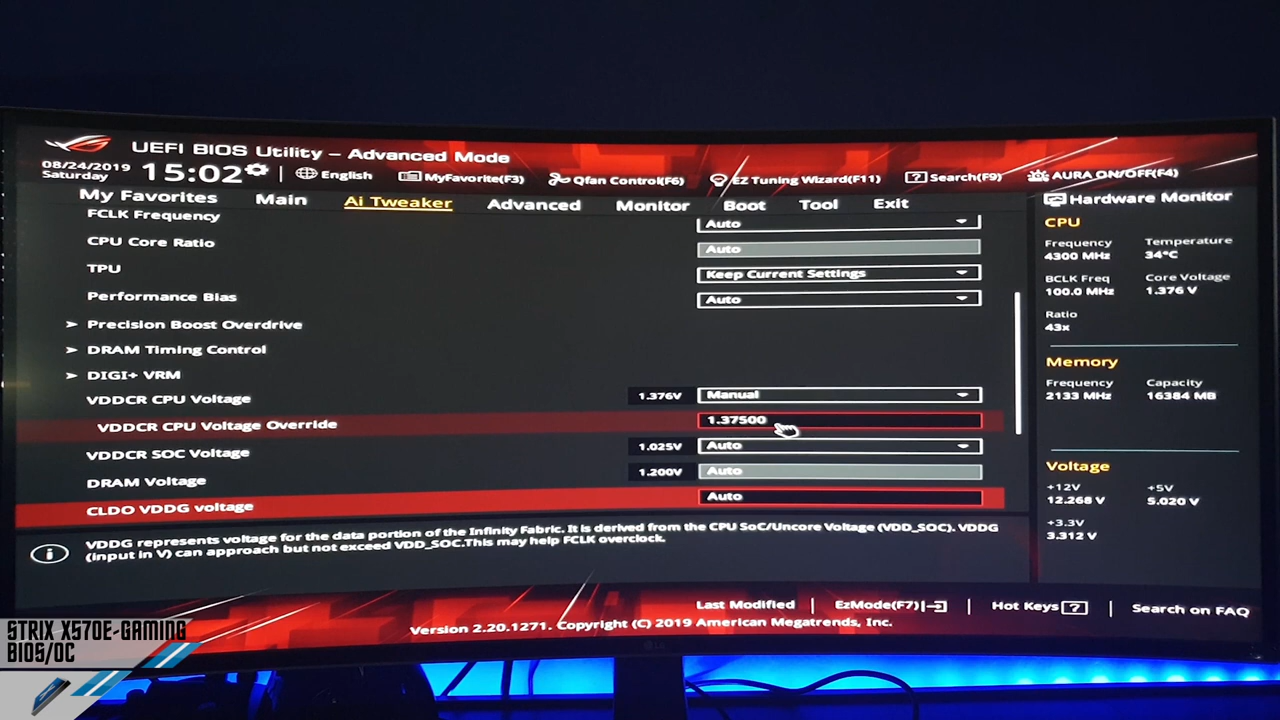 UEFI BIOS Utility – Advanced Mode
08/24/2019
Saturday
15:02
English
MyFavorite(F3)
Qfan Control(F6)
EZ Tuning Wizard(F11)
Search(F9)
AURA ON/OFF(F4)
My Favorites
Main
Ai Tweaker
Advanced
Monitor
Boot
Tool
Exit
FCLK Frequency Auto
CPU Core Ratio Auto
TPU Keep Current Settings
Performance Bias Auto
> Precision Boost Overdrive
> DRAM Timing Control
> DIGI+ VRM
VDDCR CPU Voltage 1.376V Manual
VDDCR CPU Voltage Override 1.37500
VDDCR SOC Voltage 1.025V Auto
DRAM Voltage 1.200V Auto
CLDO VDDG voltage Auto
VDDG represents voltage for the data portion of the Infinity Fabric. It is derived from the CPU SoC/Uncore Voltage (VDD_SOC). VDDG
(input in V) can approach but not exceed VDD_SOC.This may help FCLK overclock.
Hardware Monitor
CPU
Frequency Temperature
4300 MHz 34°C
BCLK Freq Core Voltage
100.0 MHz 1.376 V
Ratio
43x
Memory
Frequency Capacity
2133 MHz 16384 MB
Voltage
+12V +5V
12.268 V 5.020 V
+3.3V
3.312 V
Last Modified
EzMode(F7)
Hot Keys ?
Search on FAQ
Version 2.20.1271. Copyright (C) 2019 American Megatrends, Inc.
LG
STRIX X570E-GAMING
BIOS/OC